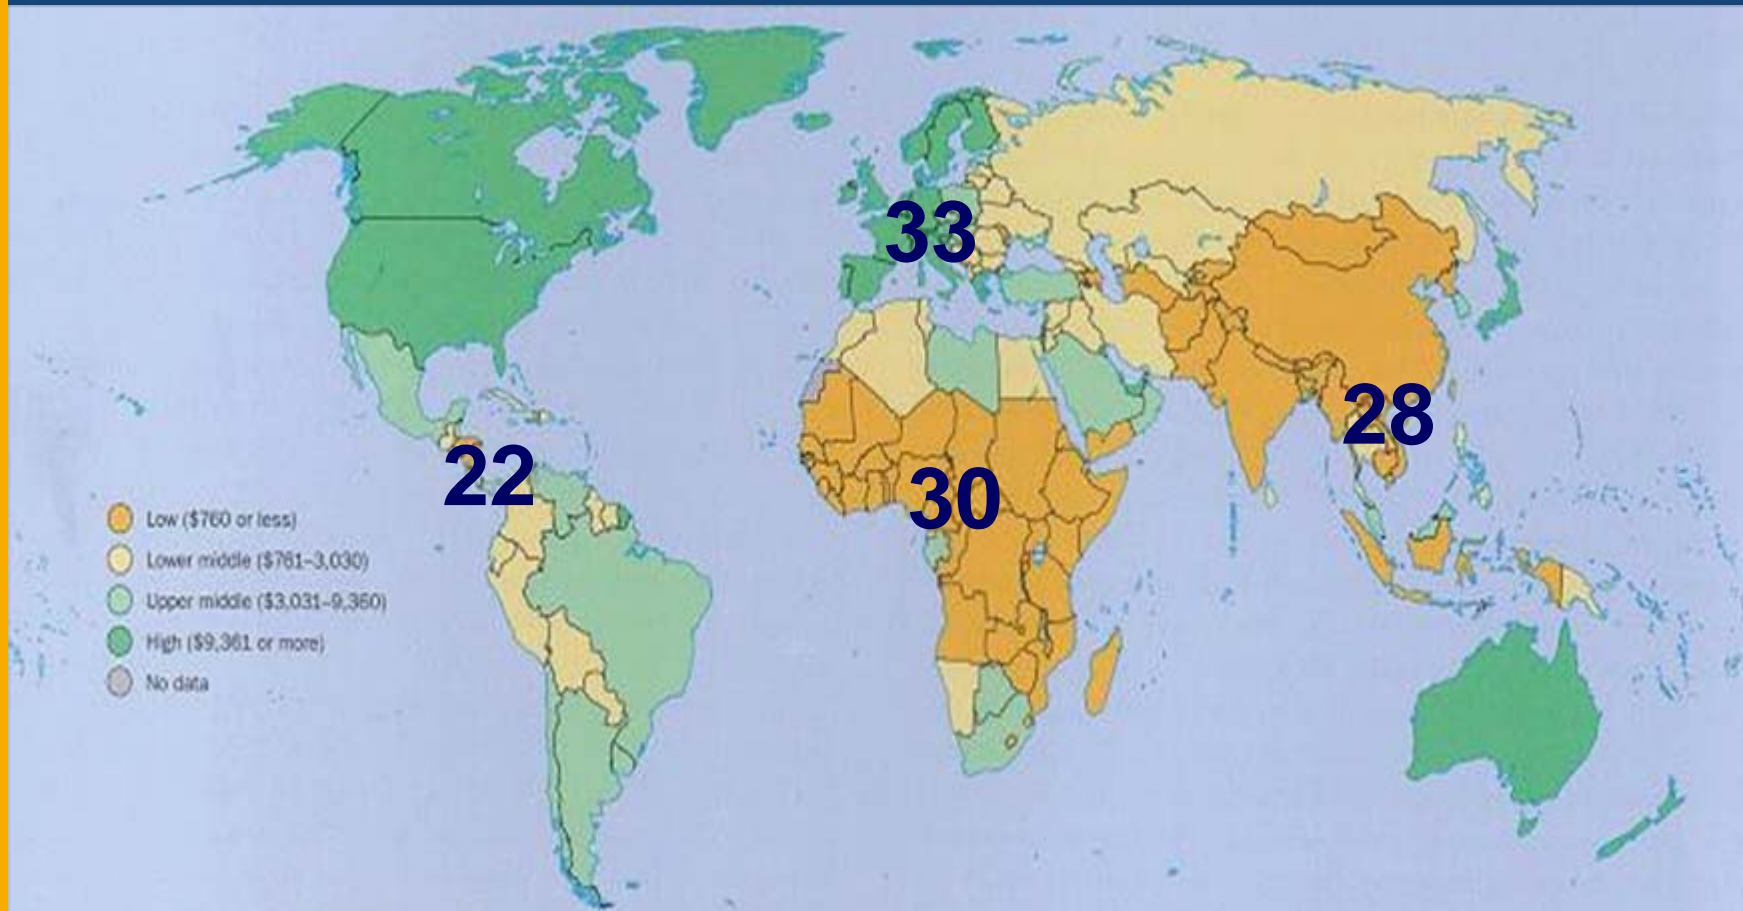 33
28
22
30
Low ($760 or less)
Lower middle ($761–3,030)
Upper middle ($3,031–9,360)
High ($9,361 or more)
No data